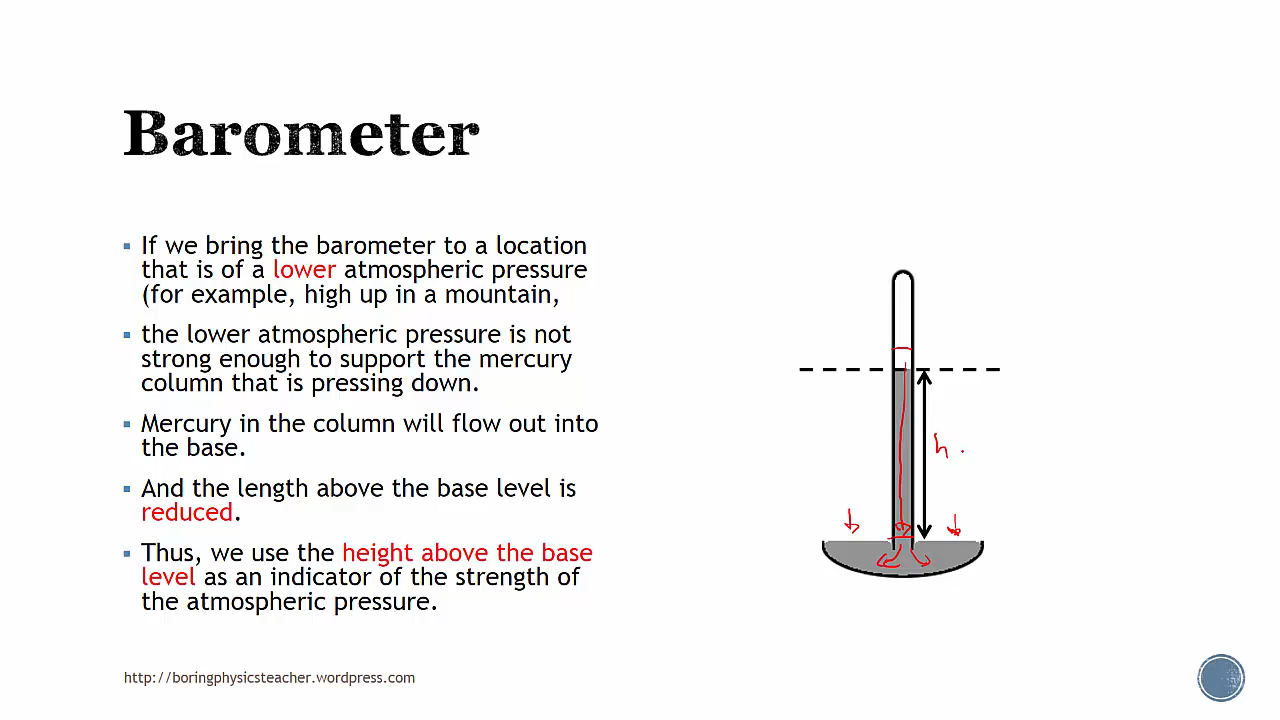 Barometer
If we bring the barometer to a location
that is of a lower atmospheric pressure
(for example, high up in a mountain,
the lower atmospheric pressure is not
strong enough to support the mercury
column that is pressing down.
Mercury in the column will flow out into
the base.
And the length above the base level is
reduced.
Thus, we use the height above the base
level as an indicator of the strength of
the atmospheric pressure.
h
http://boringphysicsteacher.wordpress.com